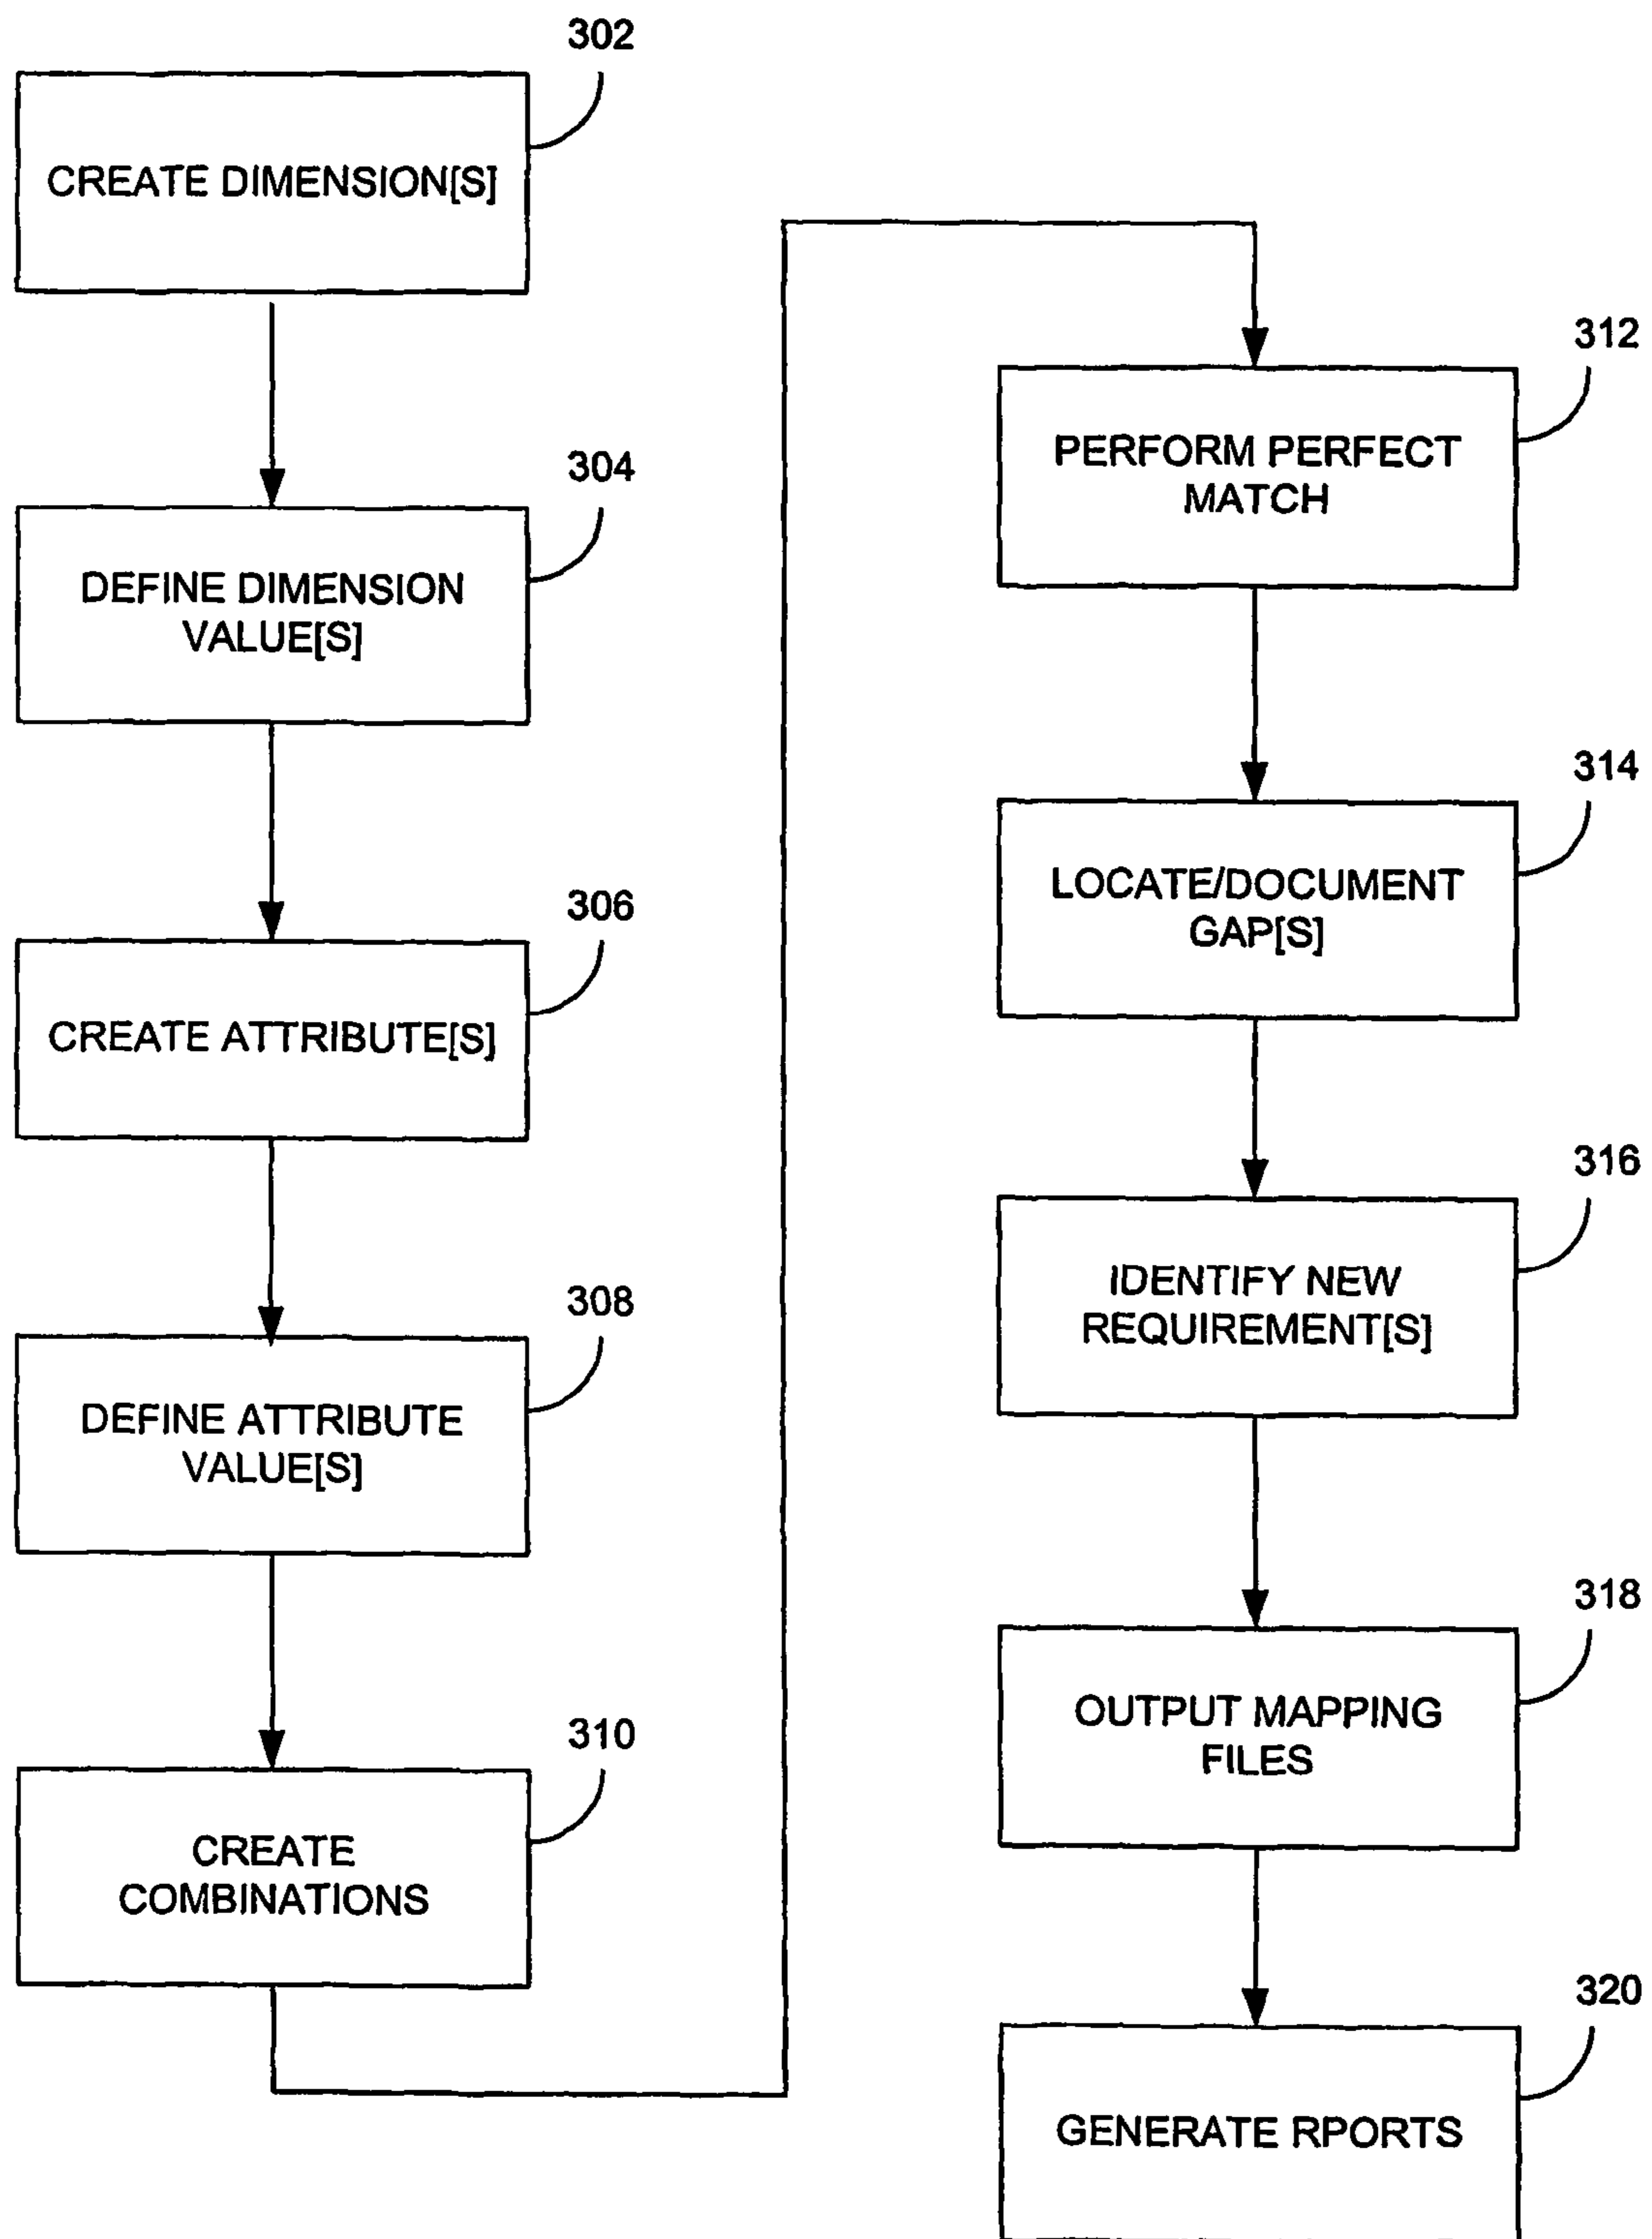 302
CREATE DIMENSION[S]
304
DEFINE DIMENSION
VALUE[S]
306
CREATE ATTRIBUTE[S]
308
DEFINE ATTRIBUTE
VALUE[S]
310
CREATE
COMBINATIONS
312
PERFORM PERFECT
MATCH
314
LOCATE/DOCUMENT
GAP[S]
316
IDENTIFY NEW
REQUIREMENT[S]
318
OUTPUT MAPPING
FILES
320
GENERATE RPORTS